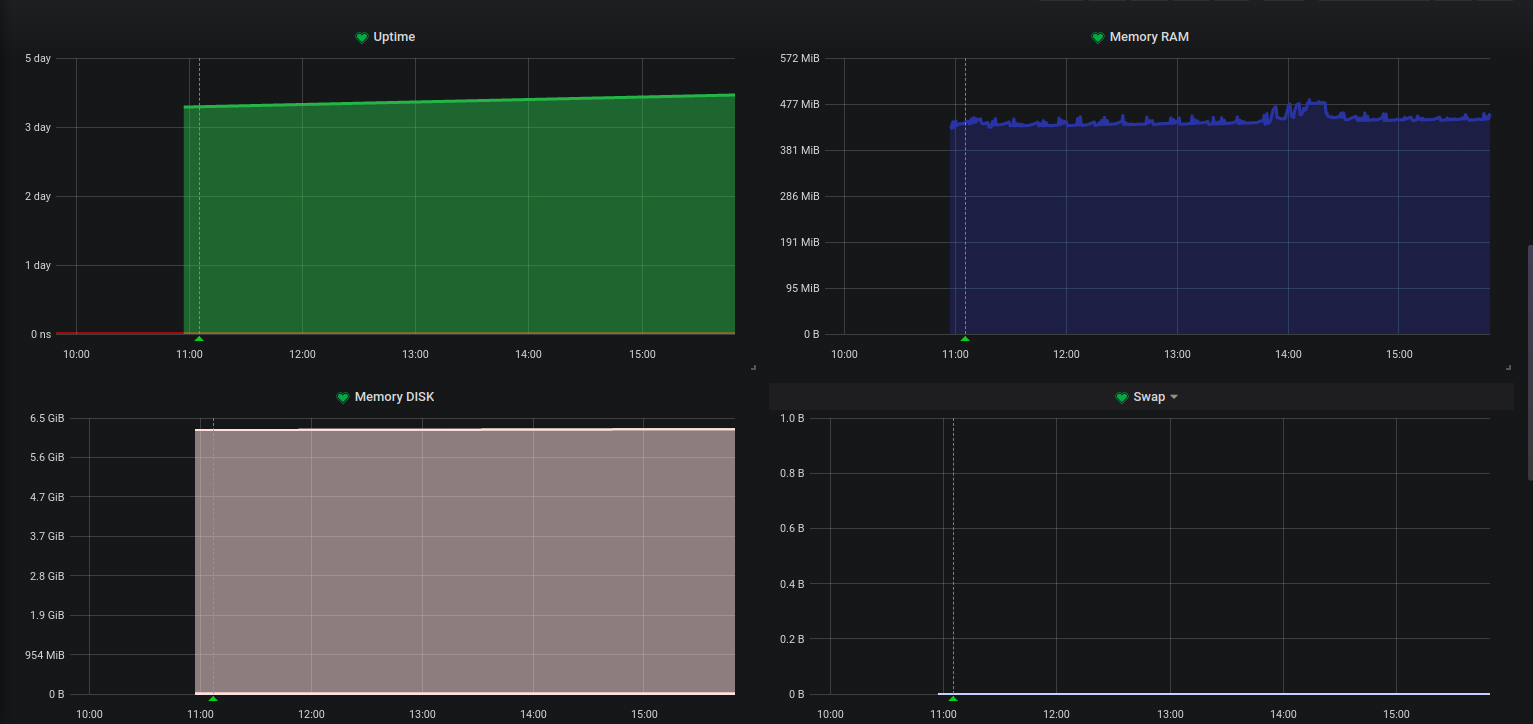 Uptime
5 day
3 day
2 day
1 day
0 ns
10:00 11:00 12:00 13:00 14:00 15:00
Memory RAM
572 MiB
477 MiB
381 MiB
286 MiB
191 MiB
95 MiB
0 B
10:00 11:00 12:00 13:00 14:00 15:00
Memory DISK
6.5 GiB
5.6 GiB
4.7 GiB
3.7 GiB
2.8 GiB
1.9 GiB
954 MiB
0 B
10:00 11:00 12:00 13:00 14:00 15:00
Swap
1.0 B
0.8 B
0.6 B
0.4 B
0.2 B
0 B
10:00 11:00 12:00 13:00 14:00 15:00